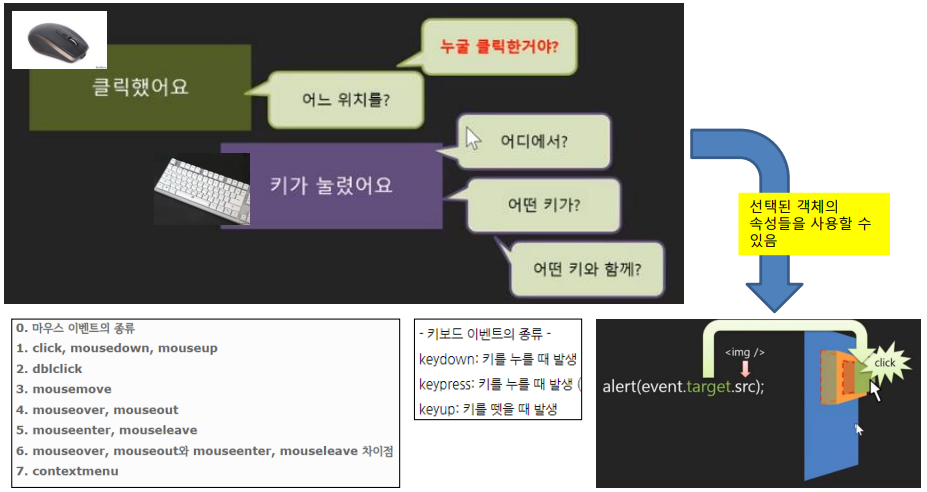 누굴 클릭한거야?
클릭했어요
어느 위치를?
어디에서?
키가 눌렸어요
어떤 키가?
어떤 키와 함께?
선택된 객체의
속성들을 사용할 수
있음
0. 마우스 이벤트의 종류
1. click, mousedown, mouseup
2. dblclick
3. mousemove
4. mouseover, mouseout
5. mouseenter, mouseleave
6. mouseover, mouseout와 mouseenter, mouseleave 차이점
7. contextmenu
- 키보드 이벤트의 종류 -
keydown: 키를 누를 때 발생
keypress: 키를 누를 때 발생 (
keyup: 키를 뗏을 때 발생
<img />
click
alert(event.target.src);